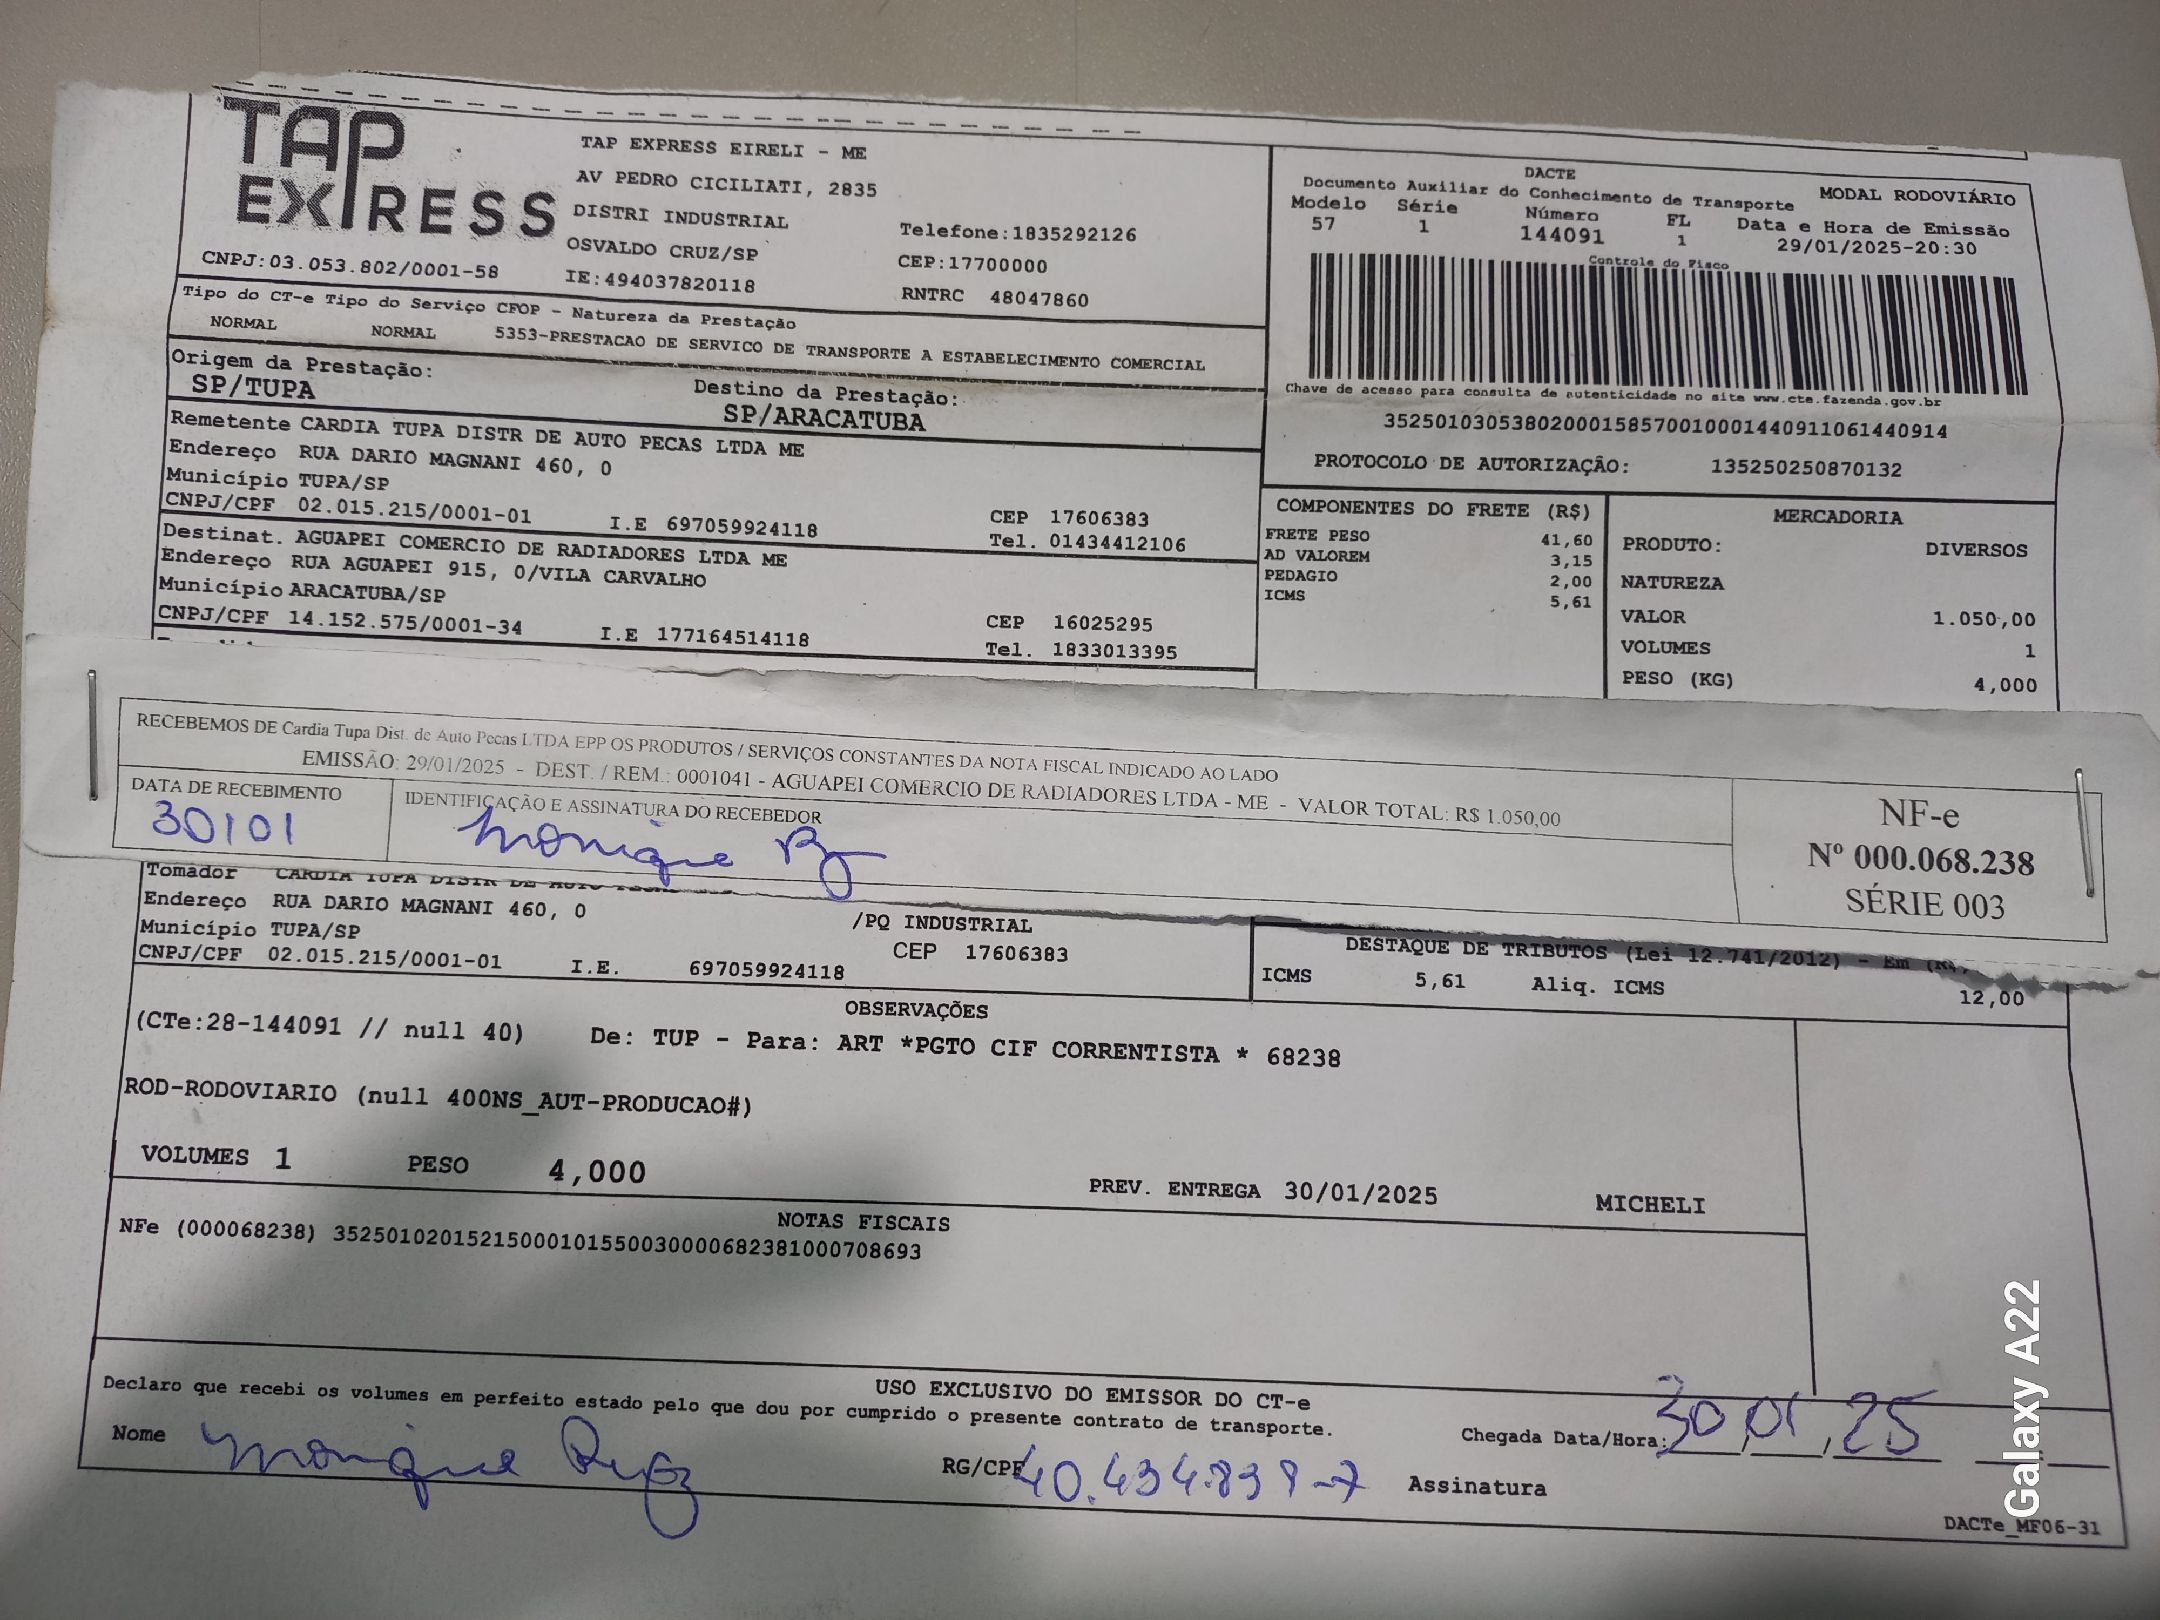 TAP
EXPRESS
CNPJ:03.053.802/0001-58
TAP EXPRESS EIRELI - ME
AV PEDRO CICILIATI, 2835
DISTRI INDUSTRIAL
OSVALDO CRUZ/SP
IE:494037820118
Telefone:1835292126
CEP:17700000
RNTRC 48047860
DACTE
Documento Auxiliar do Conhecimento de Transporte
MODAL RODOVIÁRIO
Modelo Série Número FL Data e Hora de Emissão
57 1 144091 1 29/01/2025-20:30
Controle do Fisco
Chave de acesso para consulta de autenticidade no site www.cte.fazenda.gov.br
35250103053802000158570010001440911061440914
PROTOCOLO DE AUTORIZAÇÃO: 135250250870132
Tipo do CT-e Tipo do Serviço CFOP - Natureza da Prestação
NORMAL NORMAL 5353-PRESTACAO DE SERVICO DE TRANSPORTE A ESTABELECIMENTO COMERCIAL
Origem da Prestação: Destino da Prestação:
SP/TUPA SP/ARACATUBA
Remetente CARDIA TUPA DISTR DE AUTO PECAS LTDA ME
Endereço RUA DARIO MAGNANI 460, 0
Município TUPA/SP
CNPJ/CPF 02.015.215/0001-01 I.E 697059924118
CEP 17606383
Tel. 01434412106
Destinat. AGUAPEI COMERCIO DE RADIADORES LTDA ME
Endereço RUA AGUAPEI 915, 0/VILA CARVALHO
Município ARACATUBA/SP
CNPJ/CPF 14.152.575/0001-34 I.E 177164514118
CEP 16025295
Tel. 1833013395
COMPONENTES DO FRETE (R$)
FRETE PESO 41,60
AD VALOREM 3,15
PEDAGIO 2,00
ICMS 5,61
MERCADORIA
PRODUTO: DIVERSOS
NATUREZA
VALOR 1.050,00
VOLUMES 1
PESO (KG) 4,000
RECEBEMOS DE Cardia Tupa Dist. de Auto Pecas LTDA EPP OS PRODUTOS / SERVIÇOS CONSTANTES DA NOTA FISCAL INDICADO AO LADO
EMISSÃO: 29/01/2025 - DEST. / REM.: 0001041 - AGUAPEI COMERCIO DE RADIADORES LTDA - ME - VALOR TOTAL: R$ 1.050,00
DATA DE RECEBIMENTO IDENTIFICAÇÃO E ASSINATURA DO RECEBEDOR
30101 Monique
NF-e
Nº 000.068.238
SÉRIE 003
Tomador CARDIA TUPA DISTR DE AUTO
Endereço RUA DARIO MAGNANI 460, 0 /PQ INDUSTRIAL
Município TUPA/SP CEP 17606383
CNPJ/CPF 02.015.215/0001-01 I.E. 697059924118
DESTAQUE DE TRIBUTOS (Lei 12.741/2012) - Em
ICMS 5,61 Aliq. ICMS 12,00
OBSERVAÇÕES
(CTe:28-144091 // null 40) De: TUP - Para: ART *PGTO CIF CORRENTISTA * 68238
ROD-RODOVIARIO (null 400NS_AUT-PRODUCAO#)
VOLUMES 1 PESO 4,000
PREV. ENTREGA 30/01/2025 MICHELI
NOTAS FISCAIS
NFe (000068238) 35250102015215000101550030000682381000708693
USO EXCLUSIVO DO EMISSOR DO CT-e
Declaro que recebi os volumes em perfeito estado pelo que dou por cumprido o presente contrato de transporte.
Nome Monique RG/CPF 40.434.839-7 Assinatura
Chegada Data/Hora: 30,01,25
DACTe_MF06-31
Galaxy A22